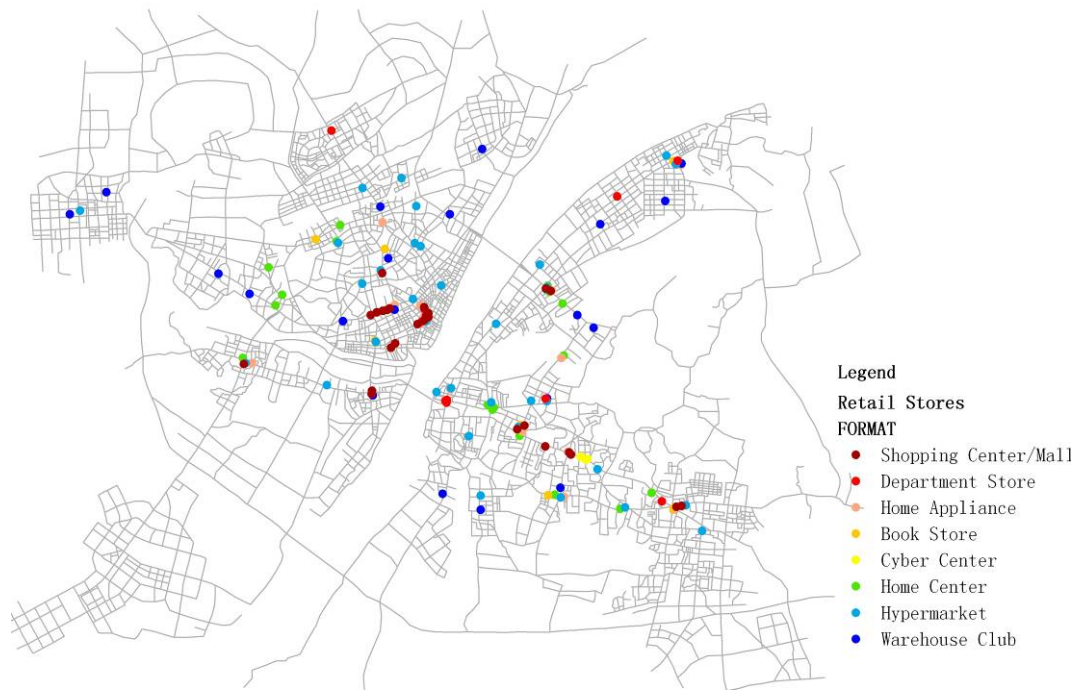 Legend
Retail Stores
FORMAT
Shopping Center/Mall
Department Store
Home Appliance
Book Store
Cyber Center
Home Center
Hypermarket
Warehouse Club